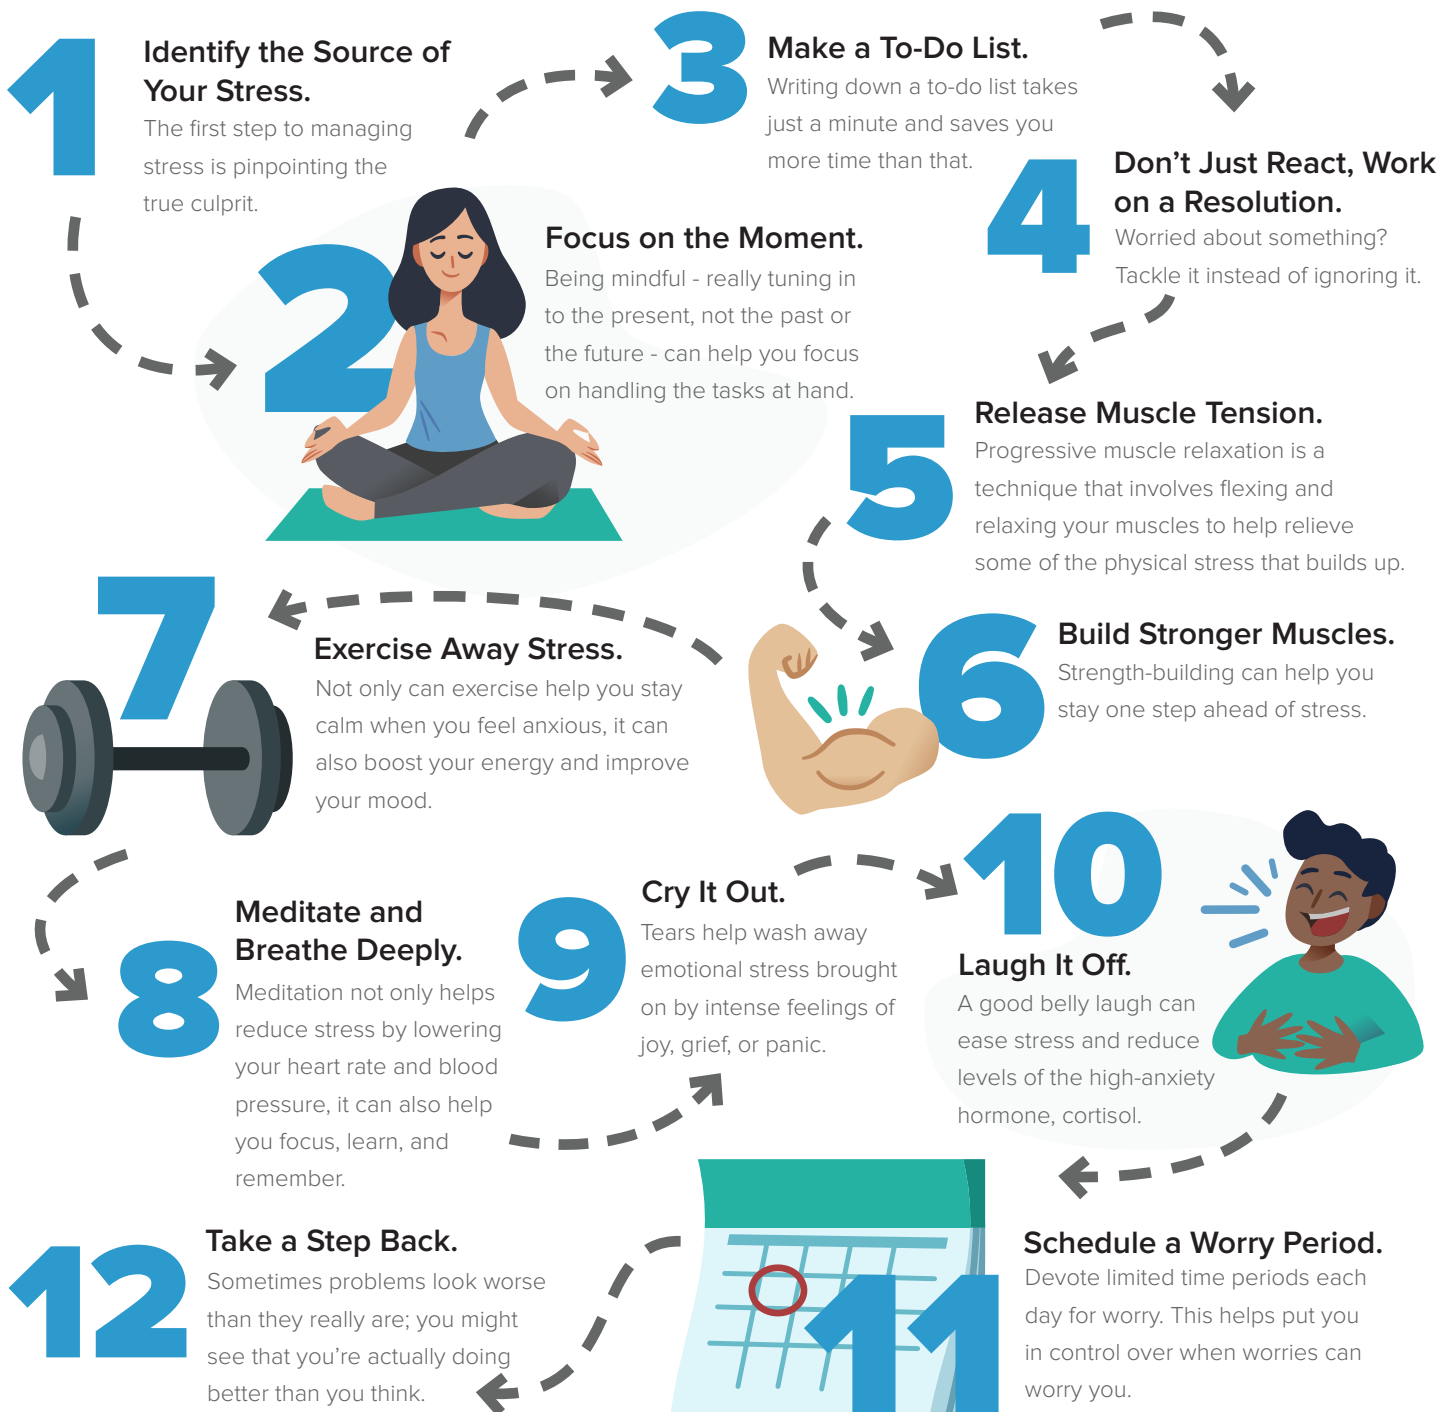 1
Identify the Source of
Your Stress.
The first step to managing
stress is pinpointing the
true culprit.
2
Focus on the Moment.
Being mindful - really tuning in
to the present, not the past or
the future - can help you focus
on handling the tasks at hand.
3
Make a To-Do List.
Writing down a to-do list takes
just a minute and saves you
more time than that.
4
Don’t Just React, Work
on a Resolution.
Worried about something?
Tackle it instead of ignoring it.
5
Release Muscle Tension.
Progressive muscle relaxation is a
technique that involves flexing and
relaxing your muscles to help relieve
some of the physical stress that builds up.
6
Build Stronger Muscles.
Strength-building can help you
stay one step ahead of stress.
7
Exercise Away Stress.
Not only can exercise help you stay
calm when you feel anxious, it can
also boost your energy and improve
your mood.
8
Meditate and
Breathe Deeply.
Meditation not only helps
reduce stress by lowering
your heart rate and blood
pressure, it can also help
you focus, learn, and
remember.
9
Cry It Out.
Tears help wash away
emotional stress brought
on by intense feelings of
joy, grief, or panic.
10
Laugh It Off.
A good belly laugh can
ease stress and reduce
levels of the high-anxiety
hormone, cortisol.
11
Schedule a Worry Period.
Devote limited time periods each
day for worry. This helps put you
in control over when worries can
worry you.
12
Take a Step Back.
Sometimes problems look worse
than they really are; you might
see that you’re actually doing
better than you think.